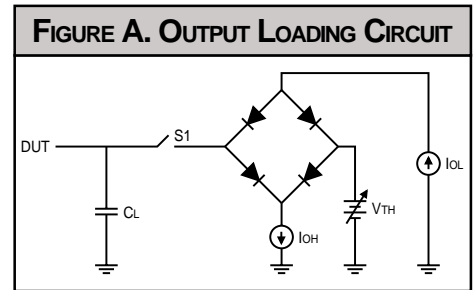 FIGURE A. OUTPUT LOADING CIRCUIT
S1
DUT
IOL
CL
VTH
IOH